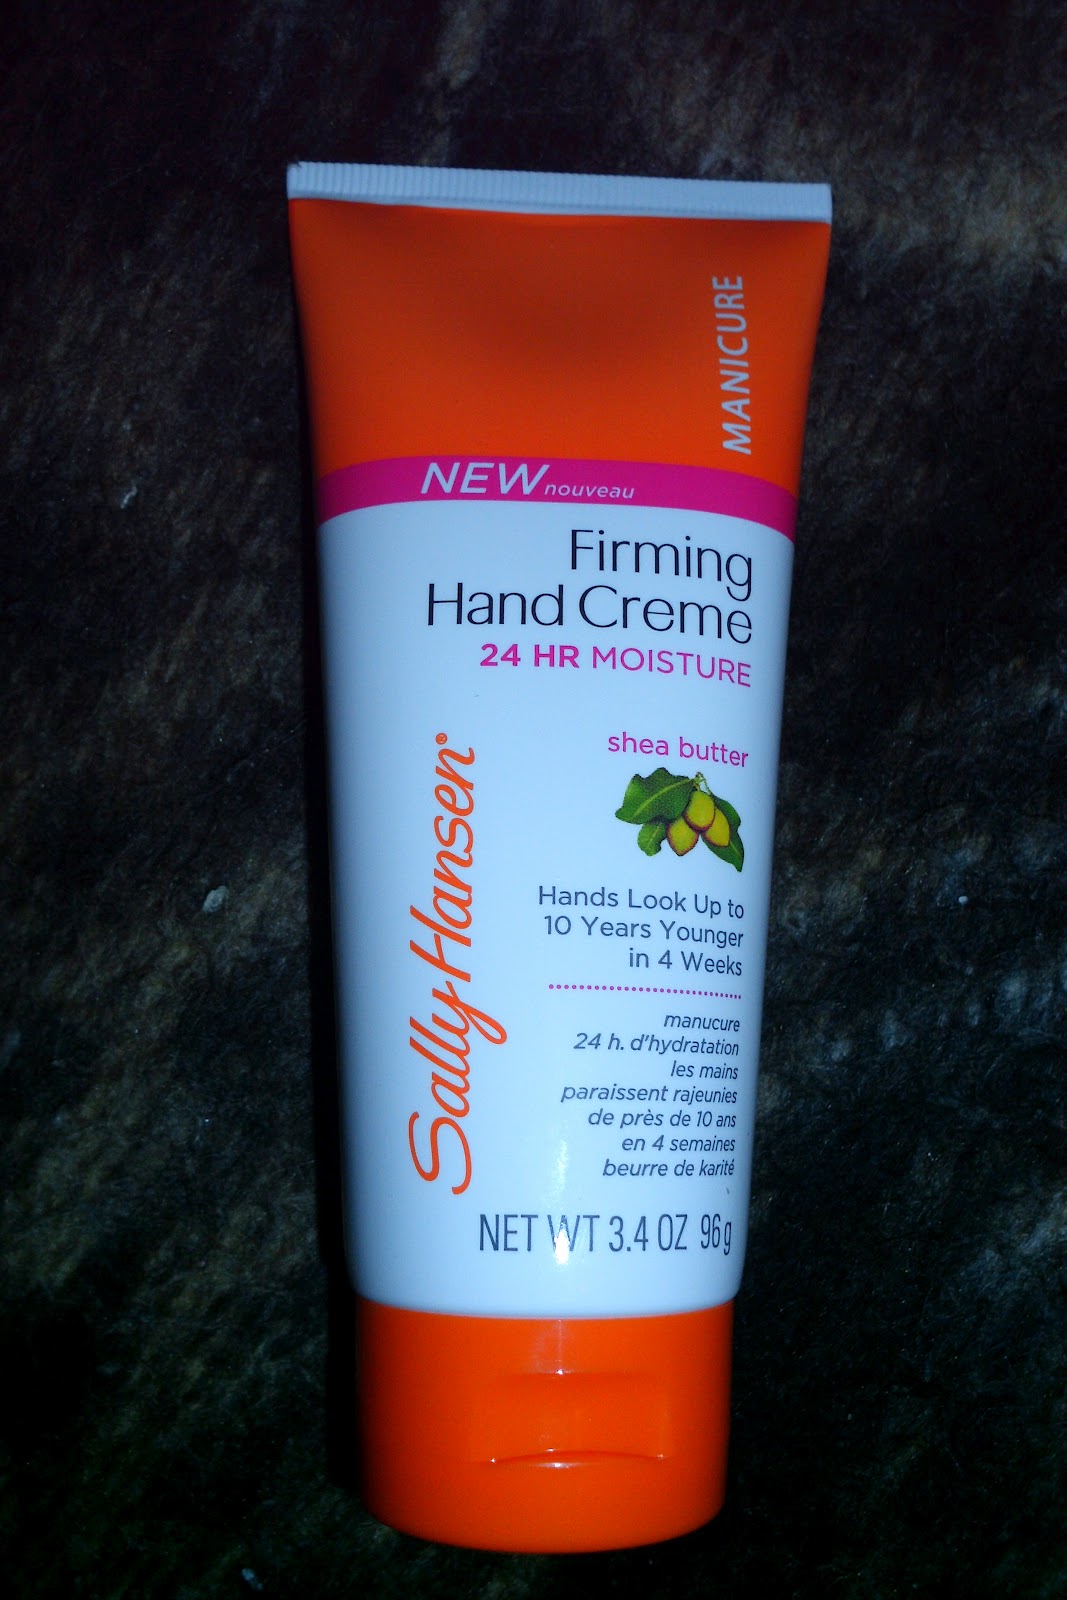 MANICURE
NEW nouveau
Firming
Hand Creme
24 HR MOISTURE
shea butter
Sally Hansen®
Hands Look Up to
10 Years Younger
in 4 Weeks
manucure
24 h. d'hydratation
les mains
paraissent rajeunies
de près de 10 ans
en 4 semaines
beurre de karité
NET WT 3.4 OZ 96 g